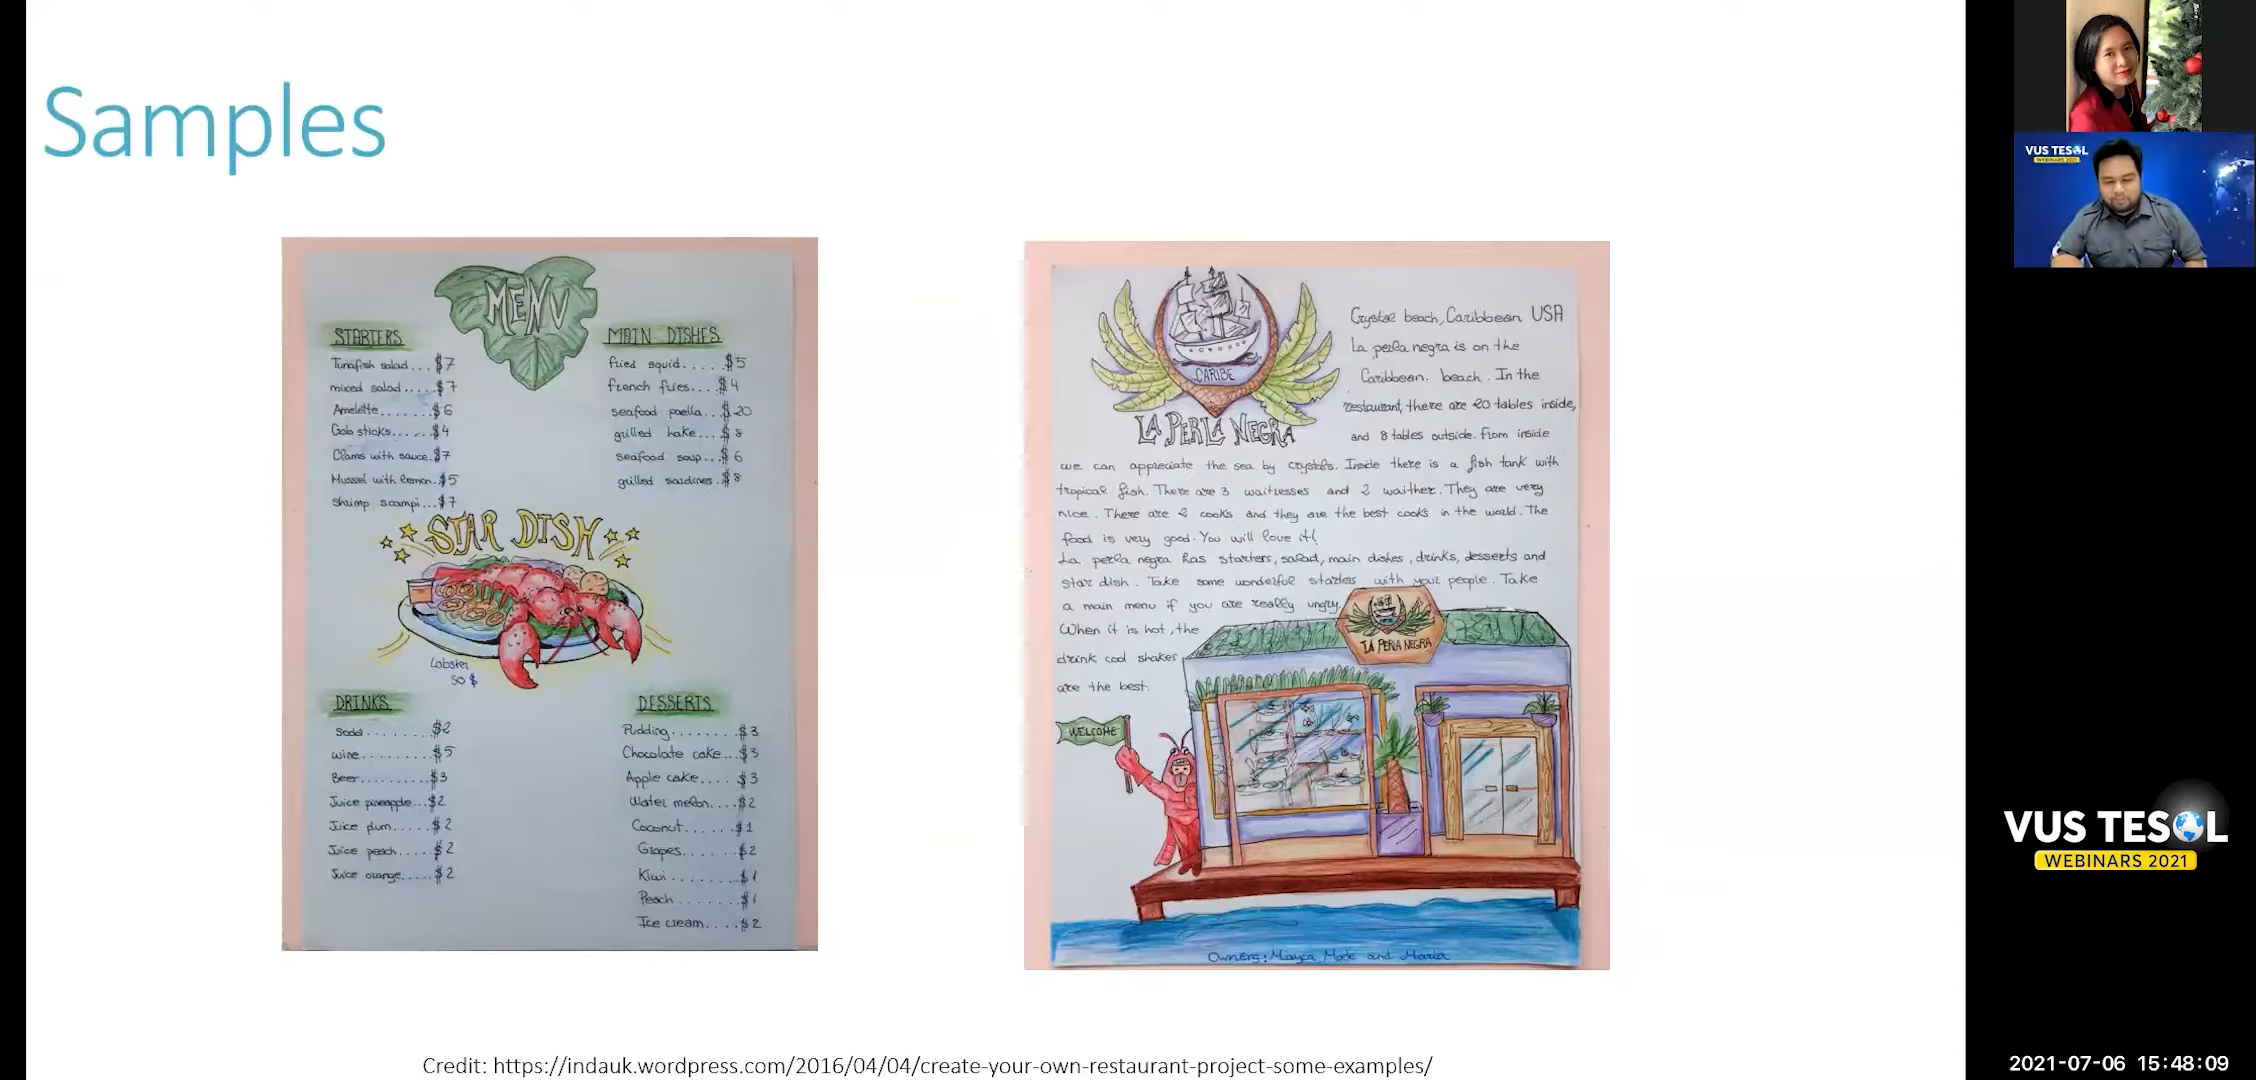 Samples
MENU
STARTERS
Tunafish salad...$7
mixed salad.....$7
Amelette.......$6
Gab sticks......$4
Clams with sauce.$7
Mussel with lemon.$5
shrimp scampi...$7
MAIN DISHES
fried squid......$5
french fries....$4
seafood paella...$20
grilled hake....$8
seafood soup...$6
grilled sardines.$8
STAR DISH
Lobster
50 $
DRINKS
soda........$2
wine.........$5
Beer.........$3
Juice pineapple...$2
Juice plum.....$2
Juice peach.....$2
Juice orange.....$2
DESSERTS
Pudding........$3
Chocolate cake...$3
Apple cake....$3
Water melon....$2
Coconut......$1
Grapes.......$2
Kiwi........$1
Peach........$1
Ice cream....$2
CARIBE
LA PERLA NEGRA
Crystal beach, Caribbean USA
La perla negra is on the
Caribbean. beach. In the
restaurant, there are 20 tables inside,
and 8 tables outside. From inside
we can appreciate the sea by crystals. Inside there is a fish tank with
tropical fish. There are 3 waitresses and 2 waither. They are very
nice. There are 2 cooks and they are the best cooks in the world. The
food is very good. You will love it!
La perla negra has starters, salad, main dishes, drinks, desserts and
star dish. Take some wonderful starters with your people. Take
a main menu if you are really ungry.
When it is hot, the
drink cool shakes
are the best.
LA PERLA NEGRA
WELCOME
Owners: Mayca, and Maria
Credit: https://indauk.wordpress.com/2016/04/04/create-your-own-restaurant-project-some-examples/
VUS TESOL
WEBINARS 2021
VUS TESOL
WEBINARS 2021
2021-07-06 15:48:09